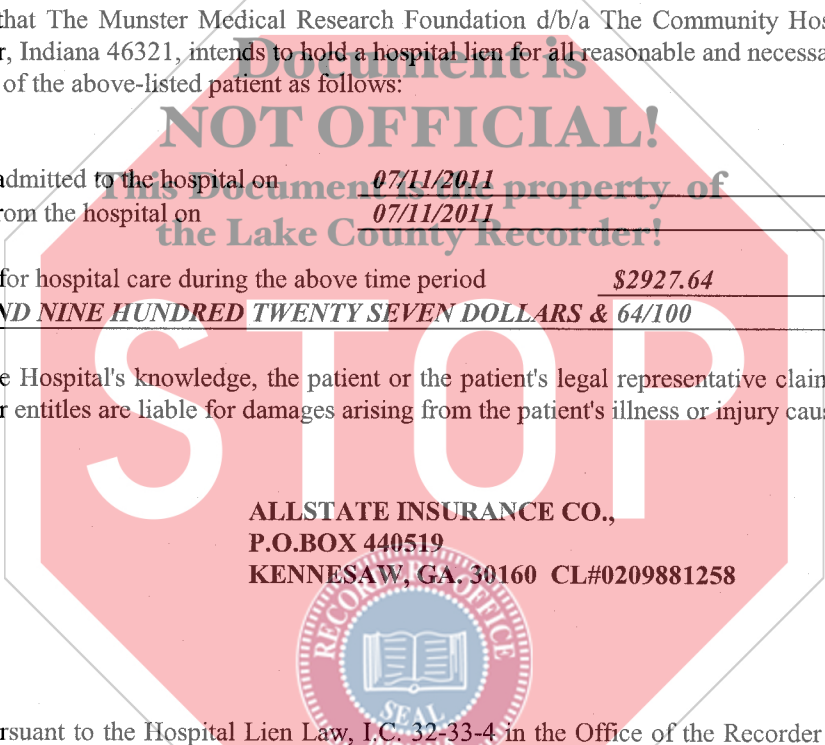 that The Munster Medical Research Foundation d/b/a The Community Hos
r, Indiana 46321, intends to hold a hospital lien for all reasonable and necessa
of the above-listed patient as follows:
Document is
NOT OFFICIAL!
This Document is the property of
the Lake County Recorder!
admitted to the hospital on 07/11/2011
rom the hospital on 07/11/2011
for hospital care during the above time period $2927.64
ND NINE HUNDRED TWENTY SEVEN DOLLARS & 64/100
STOP
e Hospital's knowledge, the patient or the patient's legal representative claim
r entitles are liable for damages arising from the patient's illness or injury cau
ALLSTATE INSURANCE CO.,
P.O.BOX 440519
KENNESAW, GA. 30160 CL#0209881258
RECORDER'S OFFICE
SEAL
rsuant to the Hospital Lien Law, I.C. 32-33-4 in the Office of the Recorder